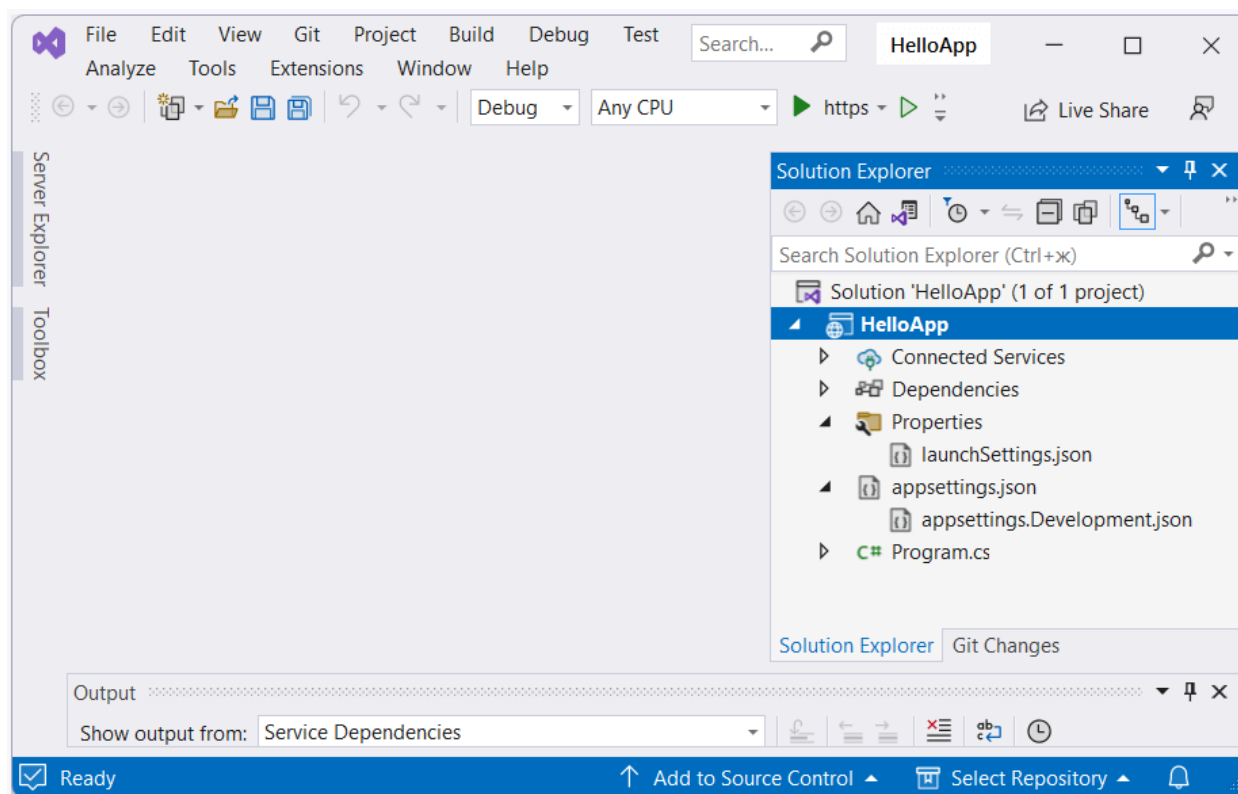 File Edit View Git Project Build Debug Test Search... HelloApp
Analyze Tools Extensions Window Help
Debug Any CPU https Live Share
Server Explorer
Toolbox
Solution Explorer
Search Solution Explorer (Ctrl+ж)
Solution 'HelloApp' (1 of 1 project)
HelloApp
Connected Services
Dependencies
Properties
launchSettings.json
appsettings.json
appsettings.Development.json
C# Program.cs
Solution Explorer Git Changes
Output
Show output from: Service Dependencies
Ready Add to Source Control Select Repository